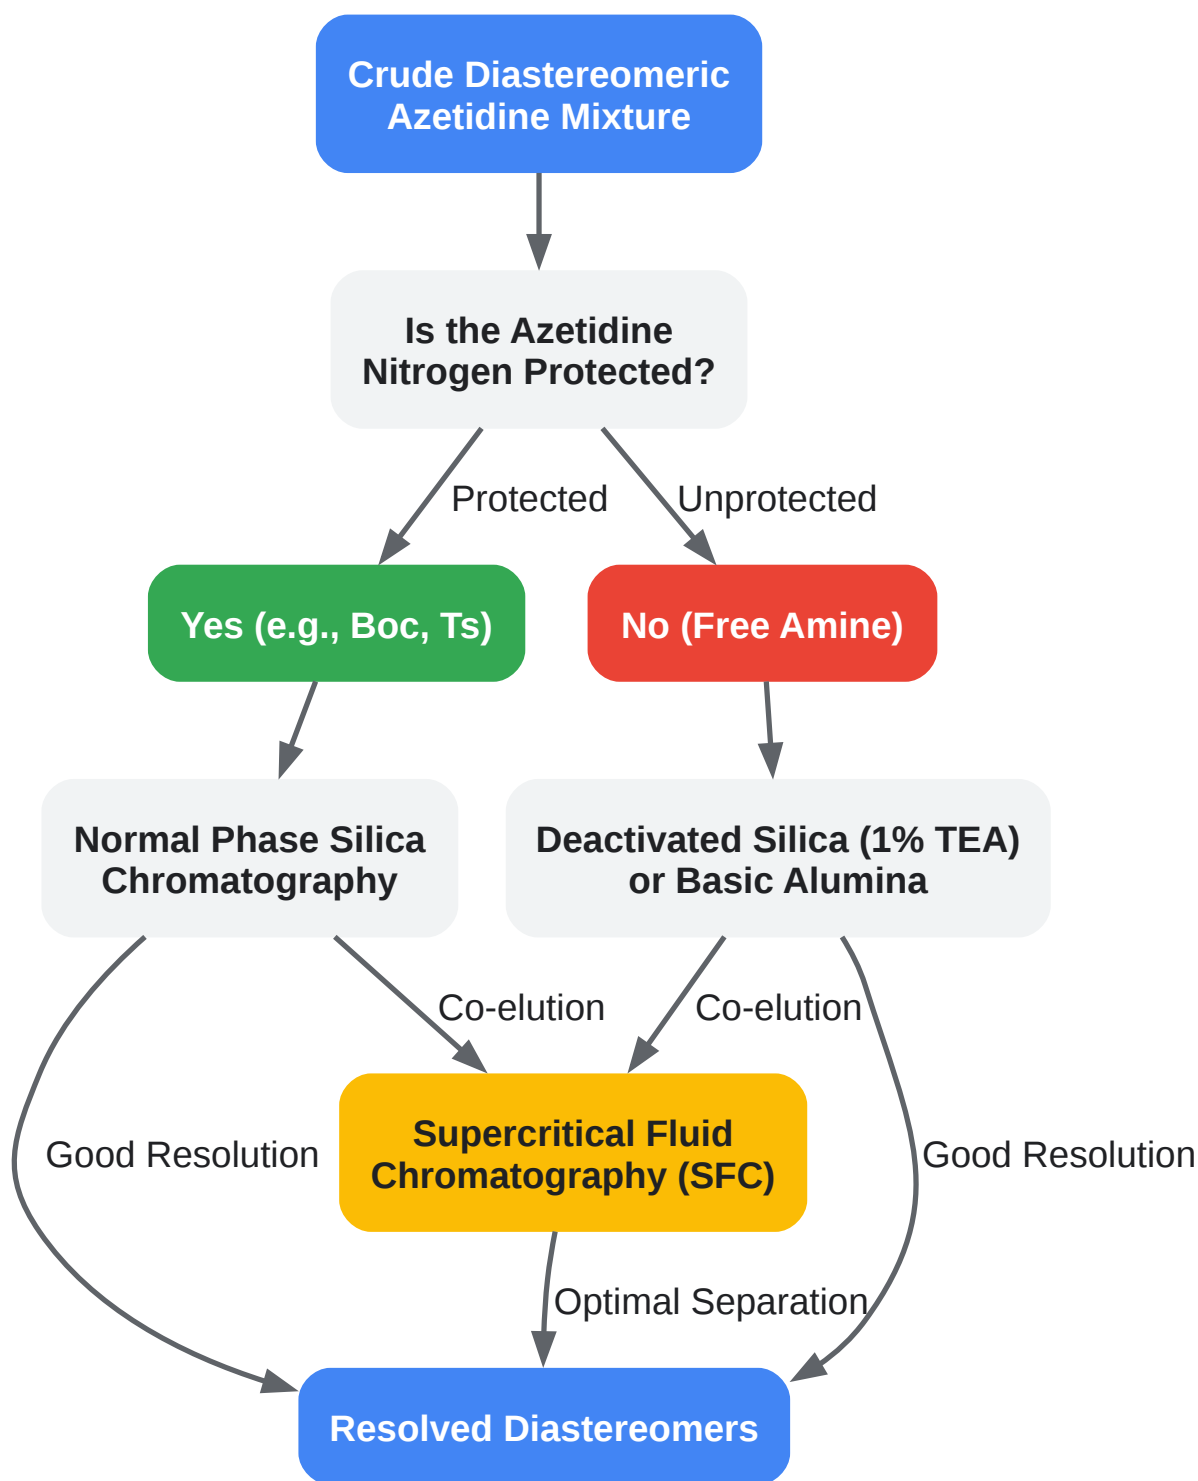 Crude Diastereomeric
Azetidine Mixture
Is the Azetidine
Nitrogen Protected?
Protected
Unprotected
Yes (e.g., Boc, Ts)
No (Free Amine)
Normal Phase Silica
Chromatography
Deactivated Silica (1% TEA)
or Basic Alumina
Co-elution
Co-elution
Supercritical Fluid
Chromatography (SFC)
Good Resolution
Good Resolution
Optimal Separation
Resolved Diastereomers